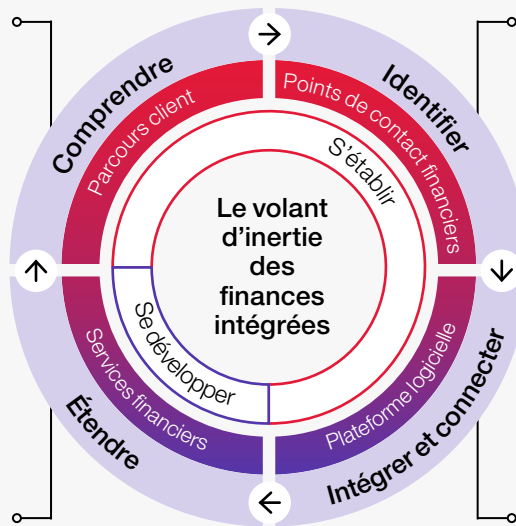 Comprendre
Identifier
Parcours client
Points de contact financiers
S'établir
Le volant
d'inertie
des
finances
intégrées
Se développer
Services financiers
Plateforme logicielle
Étendre
Intégrer et connecter